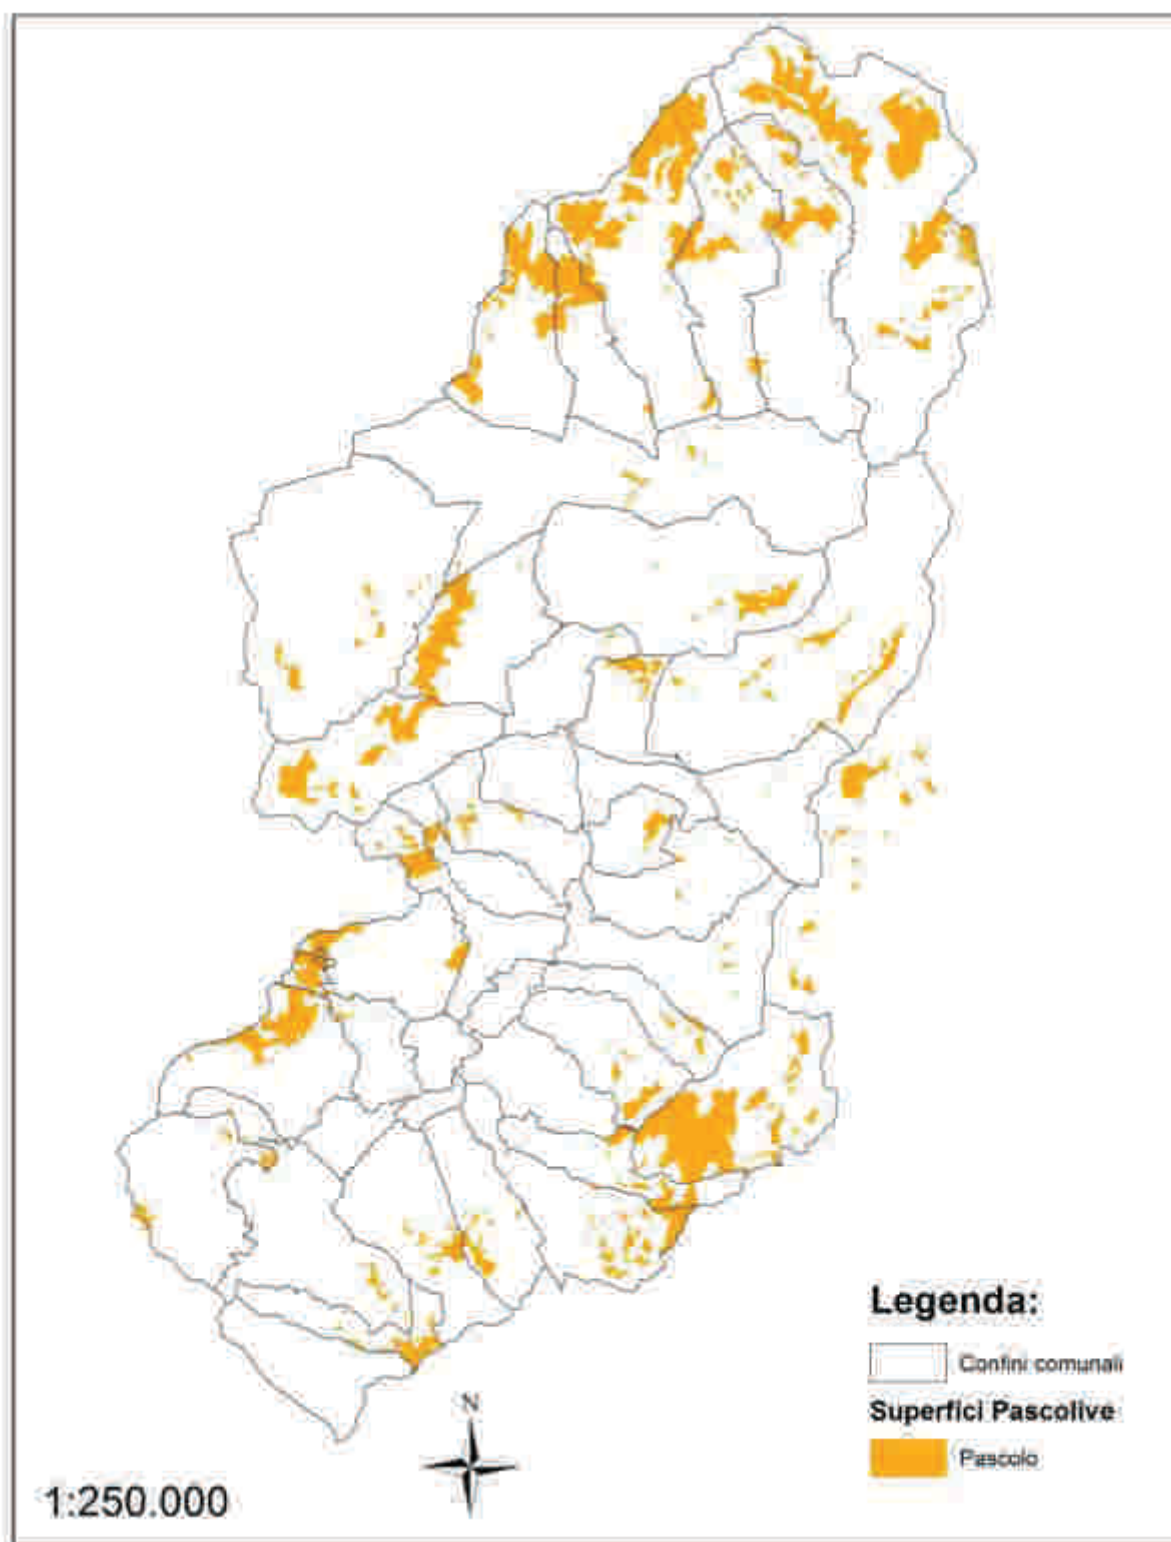 Legenda:
Confini comunali
Superfici Pascolive
Pascolo
N
1:250.000